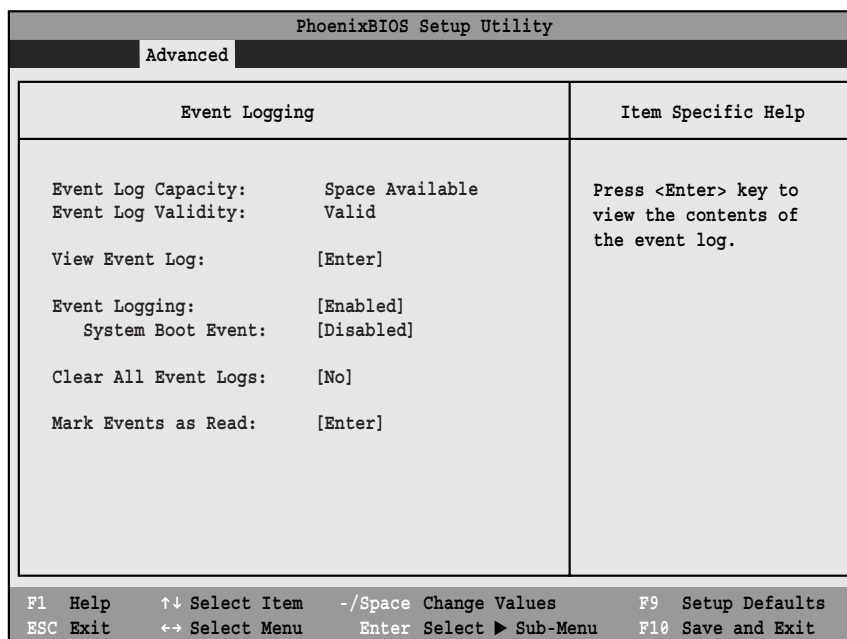 PhoenixBIOS Setup Utility
Advanced
Event Logging
Item Specific Help
Event Log Capacity: Space Available
Event Log Validity: Valid
View Event Log: [Enter]
Event Logging: [Enabled]
System Boot Event: [Disabled]
Clear All Event Logs: [No]
Mark Events as Read: [Enter]
Press <Enter> key to
view the contents of
the event log.
F1 Help ↑↓ Select Item -/Space Change Values F9 Setup Defaults
ESC Exit ←→ Select Menu Enter Select ▶ Sub-Menu F10 Save and Exit